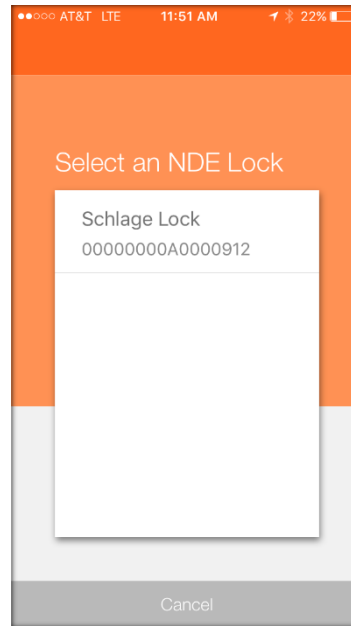 AT&T LTE 11:51 AM 22%
Select an NDE Lock
Schlage Lock
00000000A0000912
Cancel